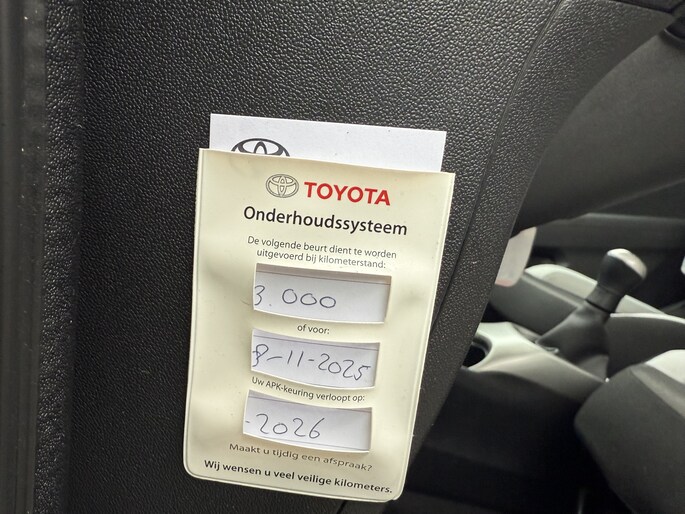 TOYOTA
Onderhoudssysteem
De volgende beurt dient te worden
uitgevoerd bij kilometerstand:
3.000
of voor:
-11-2025
Uw APK-keuring verloopt op:
-2026
Maakt u tijdig een afspraak?
Wij wensen u veel veilige kilometers.